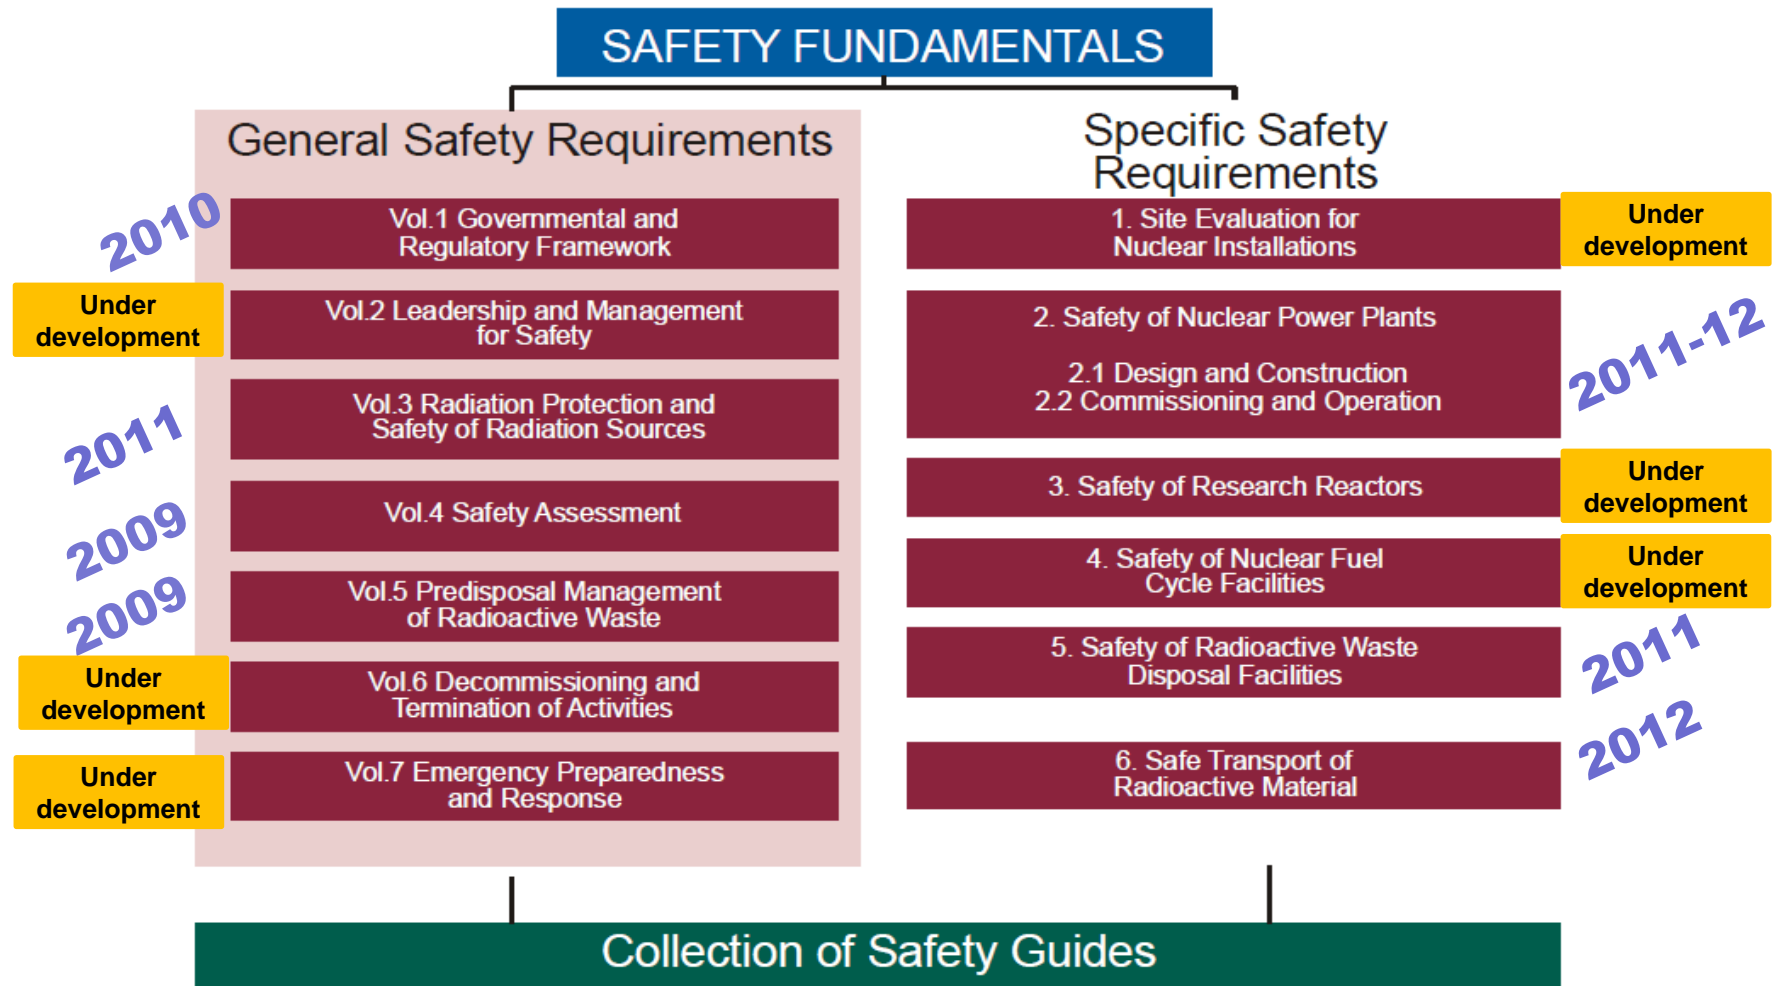 SAFETY FUNDAMENTALS
General Safety Requirements
2010
Vol.1 Governmental and
Regulatory Framework
Under
development
Vol.2 Leadership and Management
for Safety
2011
Vol.3 Radiation Protection and
Safety of Radiation Sources
2009
Vol.4 Safety Assessment
2009
Vol.5 Predisposal Management
of Radioactive Waste
Under
development
Vol.6 Decommissioning and
Termination of Activities
Under
development
Vol.7 Emergency Preparedness
and Response
Specific Safety
Requirements
1. Site Evaluation for
Nuclear Installations
Under
development
2. Safety of Nuclear Power Plants
2.1 Design and Construction
2.2 Commissioning and Operation
2011-12
3. Safety of Research Reactors
Under
development
4. Safety of Nuclear Fuel
Cycle Facilities
Under
development
5. Safety of Radioactive Waste
Disposal Facilities
2011
6. Safe Transport of
Radioactive Material
2012
Collection of Safety Guides